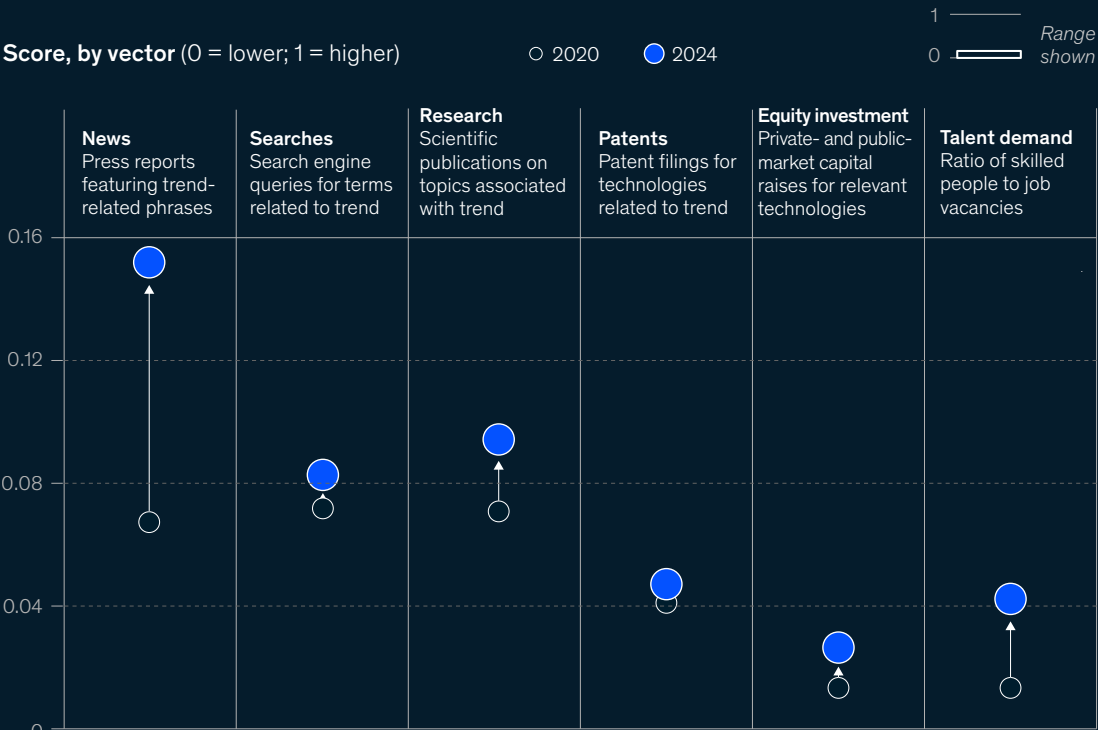 1
Range
Score, by vector (0 = lower; 1 = higher) 2020 2024
0
shown
News
Press reports
featuring trend-
related phrases
Searches
Search engine
queries for terms
related to trend
Research
Scientific
publications on
topics associated
with trend
Patents
Patent filings for
technologies
related to trend
Equity investment
Private- and public-
market capital
raises for relevant
technologies
Talent demand
Ratio of skilled
people to job
vacancies
0.16
0.12
0.08
0.04
0